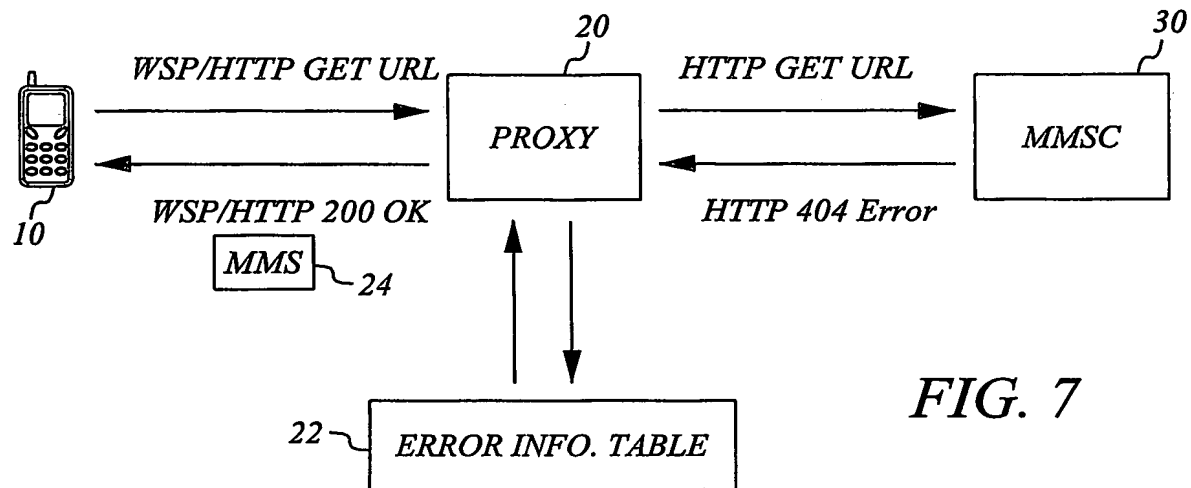 20
30
WSP/HTTP GET URL
HTTP GET URL
PROXY
MMSC
WSP/HTTP 200 OK
HTTP 404 Error
10
MMS
24
FIG. 7
22
ERROR INFO. TABLE